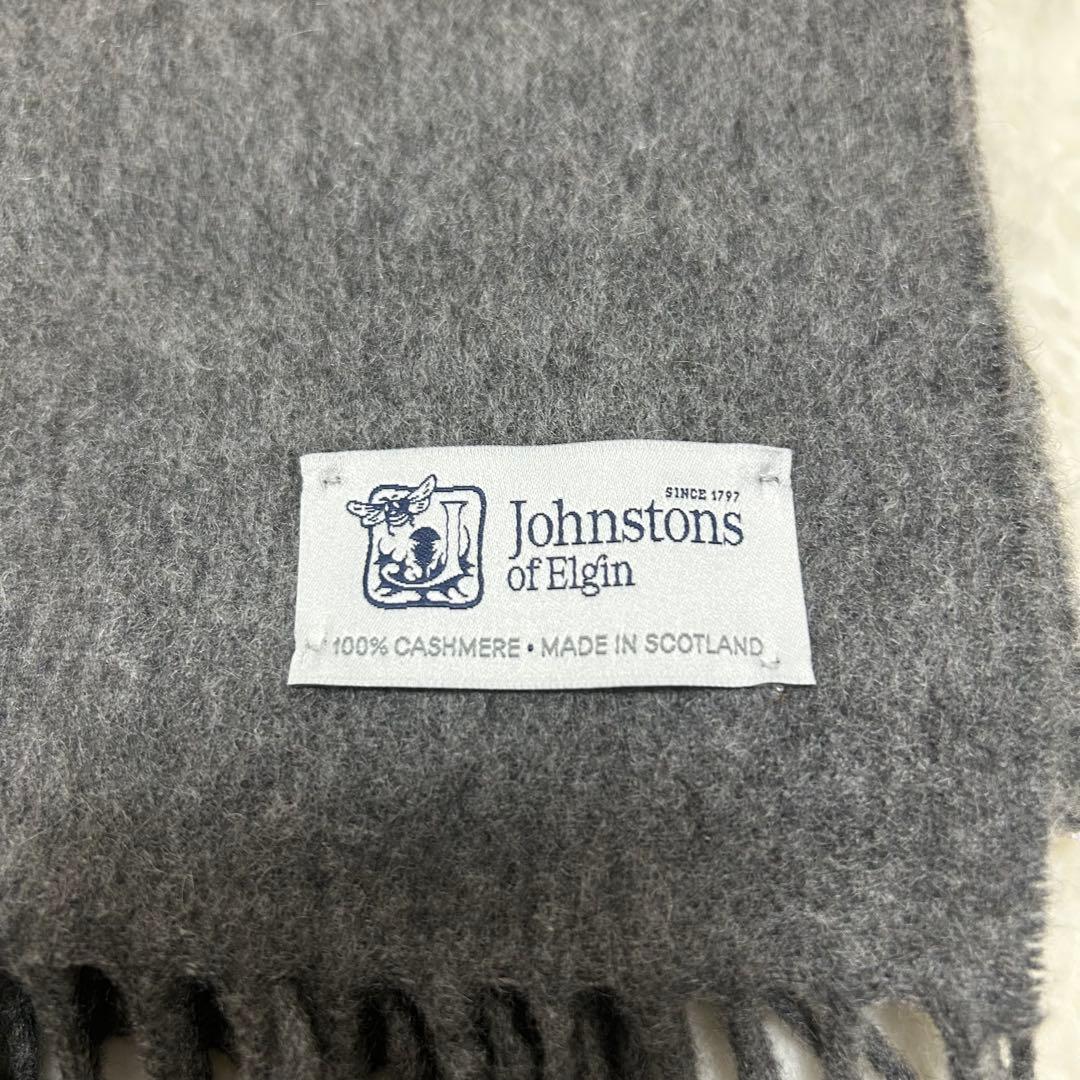 SINCE 1797
Johnstons
of Elgin
100% CASHMERE • MADE IN SCOTLAND